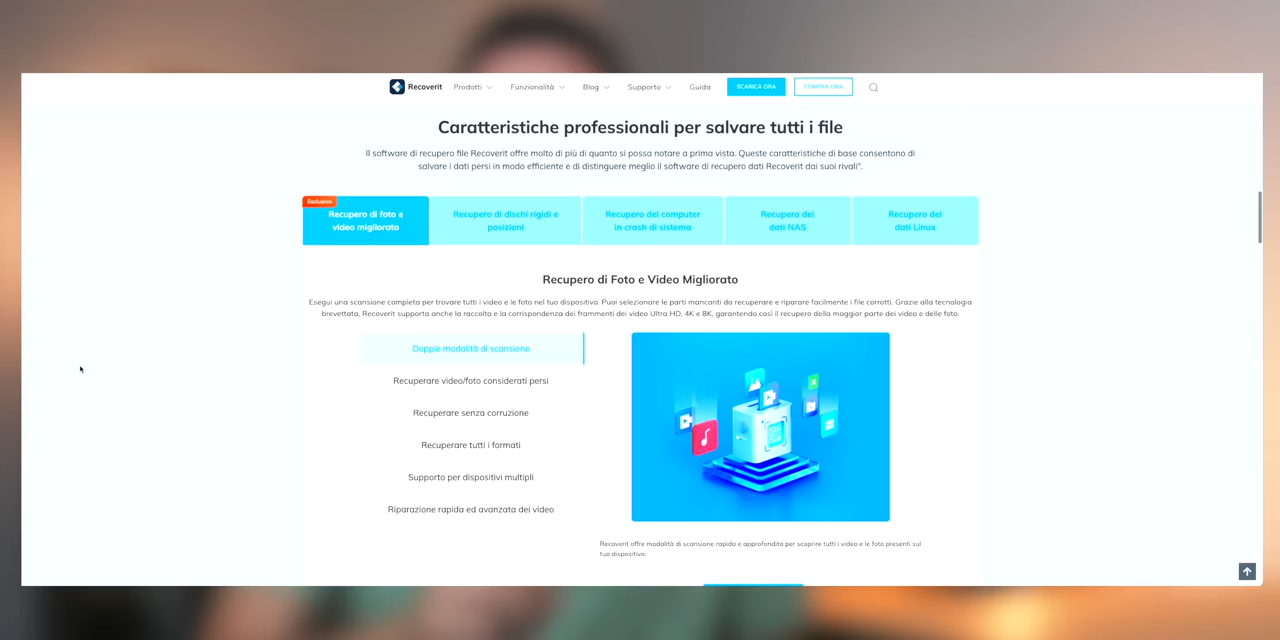 Recoverit Prodotti Funzionalità Blog Supporto Guida SCARICA ORA COMPRA ORA
Caratteristiche professionali per salvare tutti i file
Il software di recupero file Recoverit offre molto di più di quanto si possa notare a prima vista. Queste caratteristiche di base consentono di
salvare i dati persi in modo efficiente e di distinguere meglio il software di recupero dati Recoverit dai suoi rivali".
Esclusivo
Recupero di foto e
video migliorato
Recupero di dischi rigidi e
posizioni
Recupero del computer
in crash di sistema
Recupero dei
dati NAS
Recupero dei
dati Linux
Recupero di Foto e Video Migliorato
Esegui una scansione completa per trovare tutti i video e le foto nel tuo dispositivo. Puoi selezionare le parti mancanti da recuperare e riparare facilmente i file corrotti. Grazie alla tecnologia
brevettata, Recoverit supporta anche la raccolta e la corrispondenza dei frammenti dei video Ultra HD, 4K e 8K, garantendo così il recupero della maggior parte dei video e delle foto.
Doppie modalità di scansione
Recuperare video/foto considerati persi
Recuperare senza corruzione
Recuperare tutti i formati
Supporto per dispositivi multipli
Riparazione rapida ed avanzata dei video
Recoverit offre modalità di scansione rapida e approfondita per scoprire tutti i video e le foto presenti sul
tuo dispositivo.